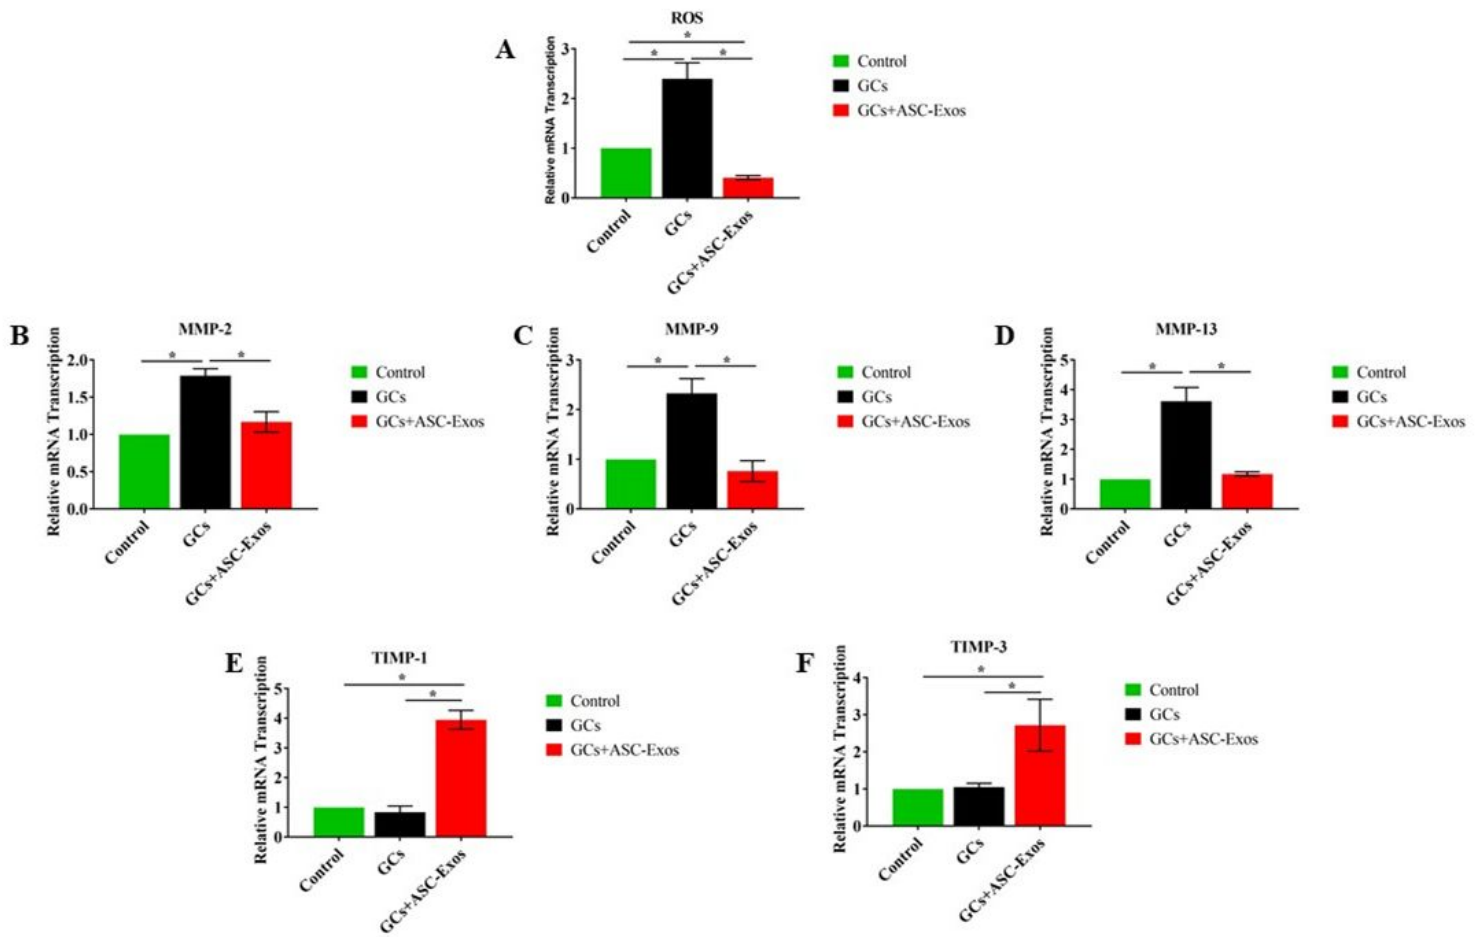 ROS
A
Relative mRNA Transcription
3
2
1
0
*
*
*
Control
GCs
GCs+ASC-Exos
Control
GCs
GCs+ASC-Exos
B
MMP-2
Relative mRNA Transcription
2.0
1.5
1.0
0.5
0.0
*
*
Control
GCs
GCs+ASC-Exos
Control
GCs
GCs+ASC-Exos
C
MMP-9
Relative mRNA Transcription
3
2
1
0
*
*
Control
GCs
GCs+ASC-Exos
Control
GCs
GCs+ASC-Exos
D
MMP-13
Relative mRNA Transcription
5
4
3
2
1
0
*
*
Control
GCs
GCs+ASC-Exos
Control
GCs
GCs+ASC-Exos
E
TIMP-1
Relative mRNA Transcription
5
4
3
2
1
0
*
*
Control
GCs
GCs+ASC-Exos
Control
GCs
GCs+ASC-Exos
F
TIMP-3
Relative mRNA Transcription
4
3
2
1
0
*
*
Control
GCs
GCs+ASC-Exos
Control
GCs
GCs+ASC-Exos